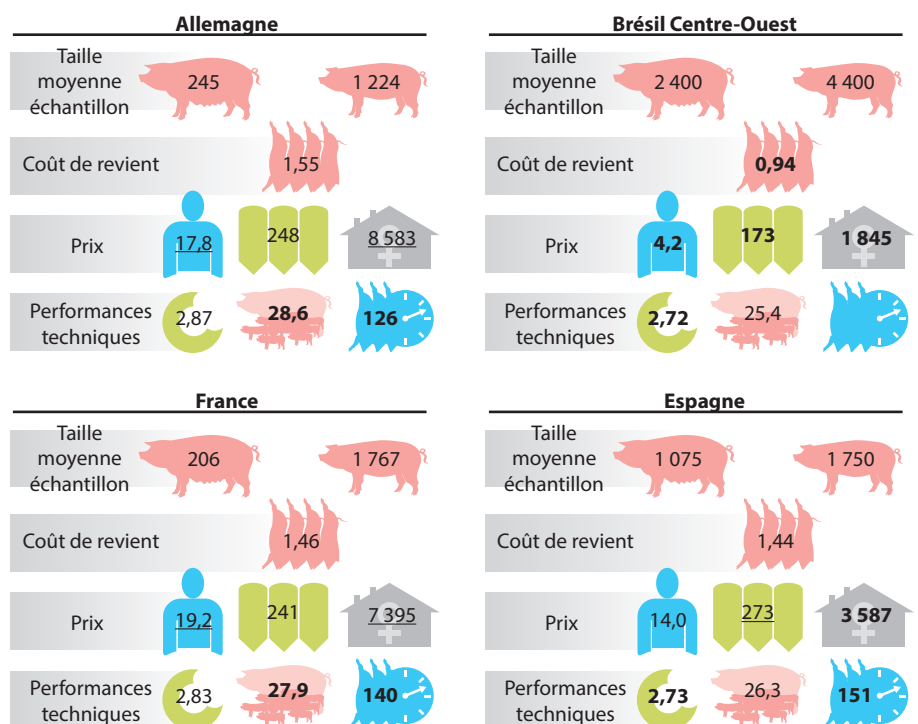 Allemagne
Taille
moyenne
échantillon
245
1 224
Coût de revient
1,55
Prix
17,8
248
8 583
Performances
techniques
2,87
28,6
126
Brésil Centre-Ouest
Taille
moyenne
échantillon
2 400
4 400
Coût de revient
0,94
Prix
4,2
173
1 845
Performances
techniques
2,72
25,4
France
Taille
moyenne
échantillon
206
1 767
Coût de revient
1,46
Prix
19,2
241
7 395
Performances
techniques
2,83
27,9
140
Espagne
Taille
moyenne
échantillon
1 075
1 750
Coût de revient
1,44
Prix
14,0
273
3 587
Performances
techniques
2,73
26,3
151